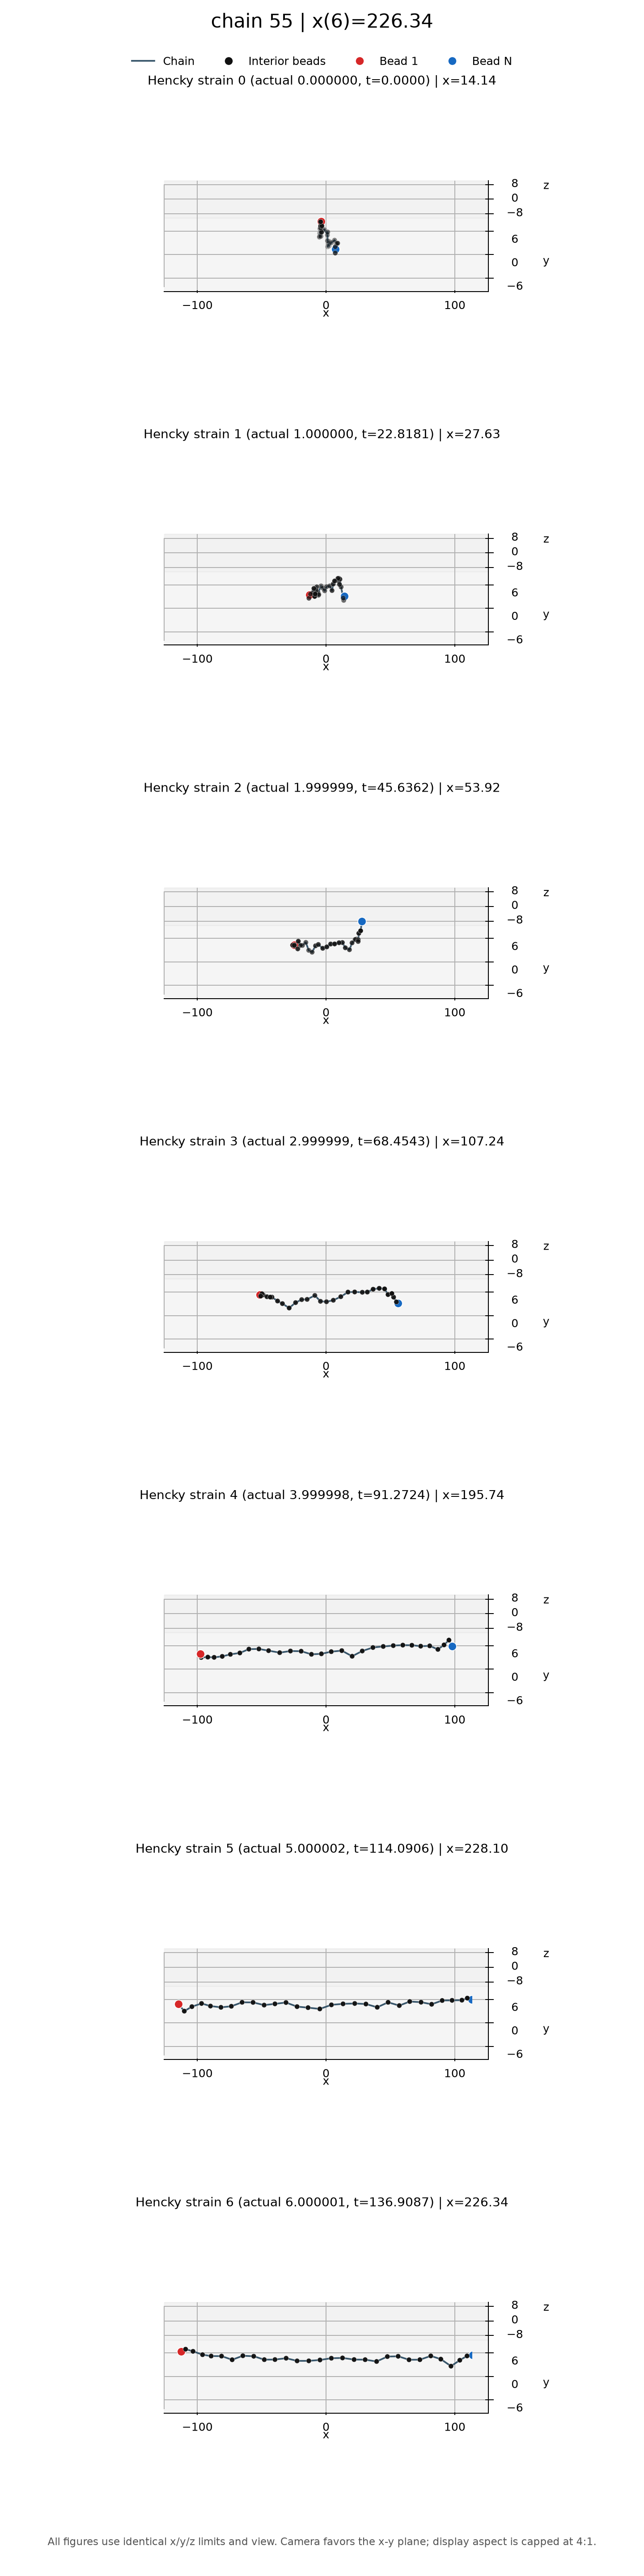 chain 55 | x(6)=226.34
Chain Interior beads Bead 1 Bead N
Hencky strain 0 (actual 0.000000, t=0.0000) | x=14.14
8 z
0
−8
6
0 y
−6
−100 0 100
x
Hencky strain 1 (actual 1.000000, t=22.8181) | x=27.63
8 z
0
−8
6
0 y
−6
−100 0 100
x
Hencky strain 2 (actual 1.999999, t=45.6362) | x=53.92
8 z
0
−8
6
0 y
−6
−100 0 100
x
Hencky strain 3 (actual 2.999999, t=68.4543) | x=107.24
8 z
0
−8
6
0 y
−6
−100 0 100
x
Hencky strain 4 (actual 3.999998, t=91.2724) | x=195.74
8 z
0
−8
6
0 y
−6
−100 0 100
x
Hencky strain 5 (actual 5.000002, t=114.0906) | x=228.10
8 z
0
−8
6
0 y
−6
−100 0 100
x
Hencky strain 6 (actual 6.000001, t=136.9087) | x=226.34
8 z
0
−8
6
0 y
−6
−100 0 100
x
All figures use identical x/y/z limits and view. Camera favors the x-y plane; display aspect is capped at 4:1.